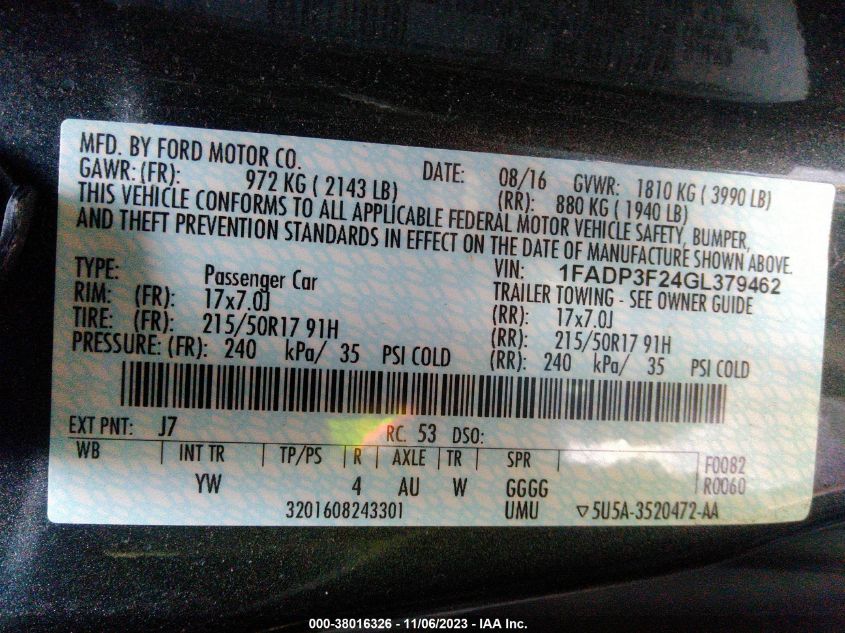 MFD. BY FORD MOTOR CO. DATE: 08/16 GVWR: 1810 KG ( 3990 LB)
GAWR: (FR): 972 KG ( 2143 LB) (RR): 880 KG ( 1940 LB)
THIS VEHICLE CONFORMS TO ALL APPLICABLE FEDERAL MOTOR VEHICLE SAFETY, BUMPER,
AND THEFT PREVENTION STANDARDS IN EFFECT ON THE DATE OF MANUFACTURE SHOWN ABOVE.
VIN: 1FADP3F24GL379462
TYPE: Passenger Car TRAILER TOWING - SEE OWNER GUIDE
RIM: (FR): 17x7.0J (RR): 17x7.0J
TIRE: (FR): 215/50R17 91H (RR): 215/50R17 91H
PRESSURE: (FR): 240 kPa/ 35 PSI COLD (RR): 240 kPa/ 35 PSI COLD
EXT PNT: J7 RC. 53 DSO:
WB INT TR TP/PS R AXLE TR SPR F0082
YW 4 AU W GGGG R0060
3201608243301 UMU ▽5U5A-3520472-AA
000-38016326 - 11/06/2023 - IAA Inc.